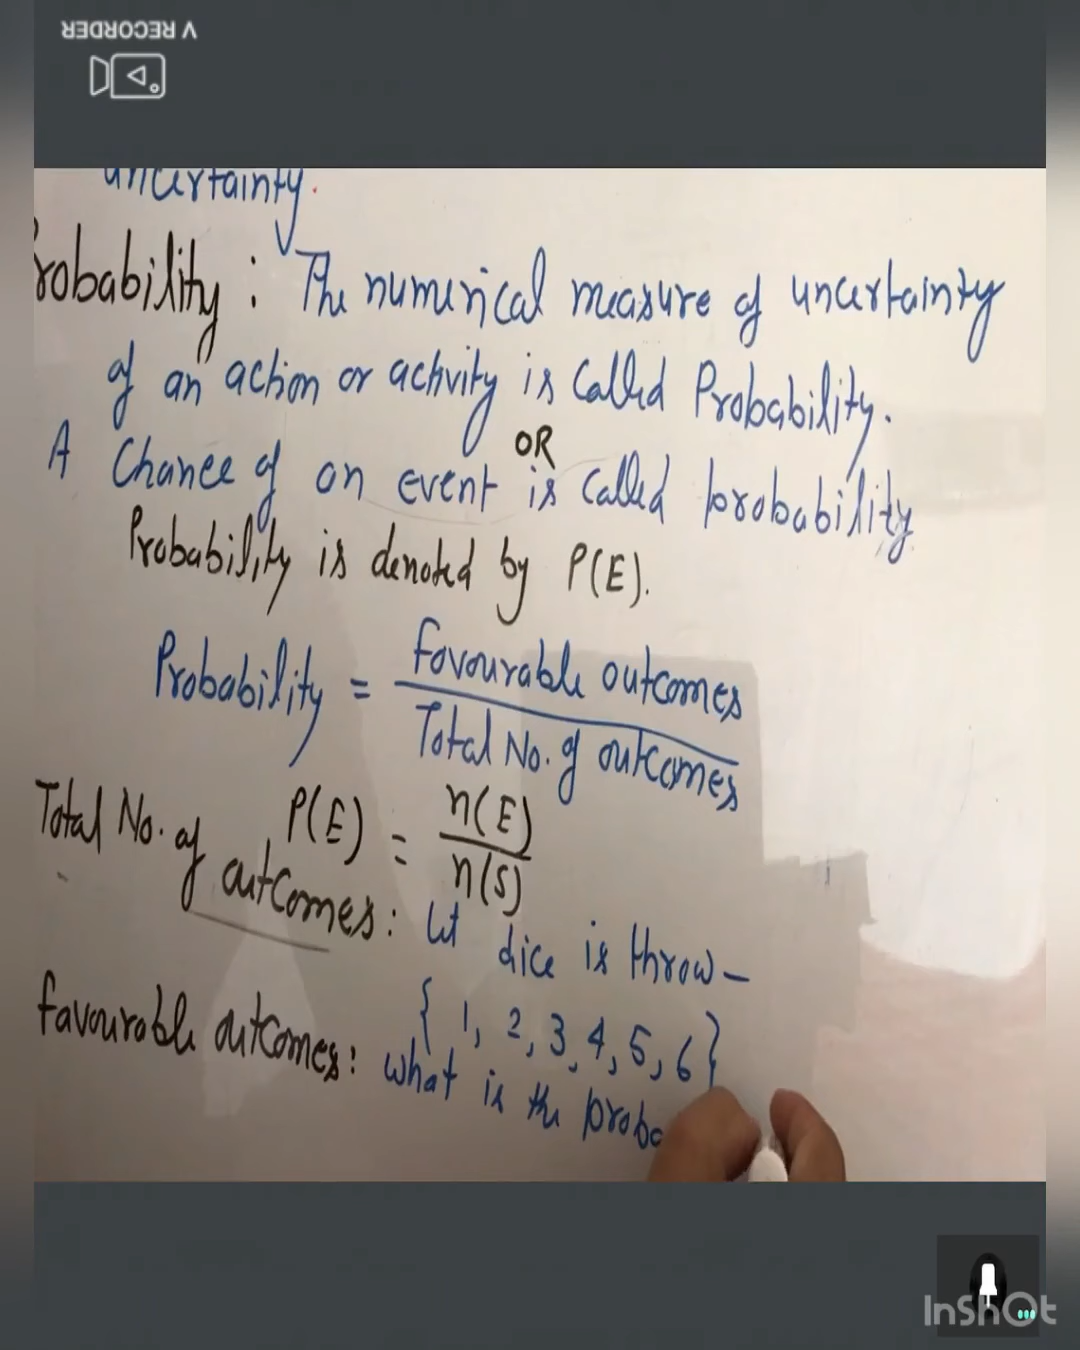 V RECORDER
uncertainty.
Probability : The numerical measure of uncertainty
of an action or activity is Called Probability.
OR
A Chance of an event is Called probability
Probability is denoted by P(E).
Probability = favourable outcomes
Total No. of outcomes
P(E) = n(E)
n(S)
Total No. of outcomes : Let dice is throw –
{ 1, 2, 3, 4, 5, 6 }
favourable outcomes : what is the proba
InShOt